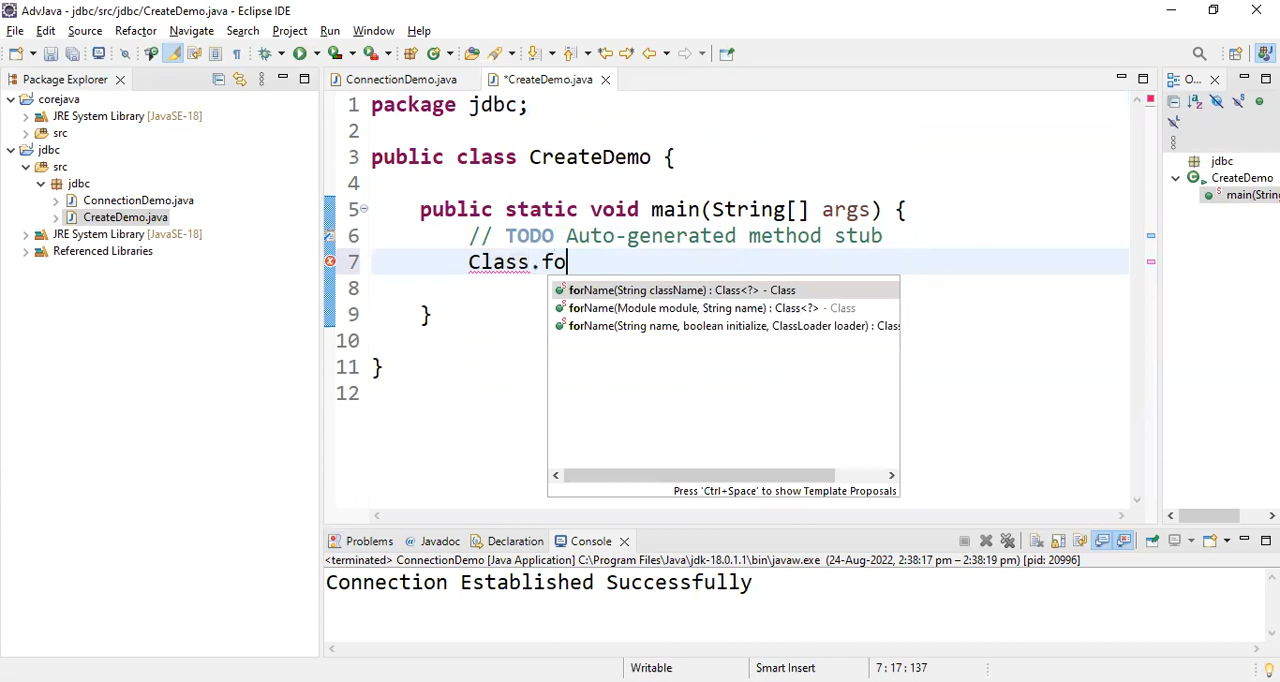 AdvJava - jdbc/src/jdbc/CreateDemo.java - Eclipse IDE
File Edit Source Refactor Navigate Search Project Run Window Help
Package Explorer
corejava
JRE System Library [JavaSE-18]
src
jdbc
src
jdbc
ConnectionDemo.java
CreateDemo.java
JRE System Library [JavaSE-18]
Referenced Libraries
ConnectionDemo.java *CreateDemo.java
1 package jdbc;
2
3 public class CreateDemo {
4
5 public static void main(String[] args) {
6 // TODO Auto-generated method stub
7 Class.fo
8
9 }
10
11 }
12
forName(String className) : Class<?> - Class
forName(Module module, String name) : Class<?> - Class
forName(String name, boolean initialize, ClassLoader loader) : Clas
Press 'Ctrl+Space' to show Template Proposals
O...
jdbc
CreateDemo
main(String
Problems @ Javadoc Declaration Console
<terminated> ConnectionDemo [Java Application] C:\Program Files\Java\jdk-18.0.1.1\bin\javaw.exe (24-Aug-2022, 2:38:17 pm – 2:38:19 pm) [pid: 20996]
Connection Established Successfully
Writable Smart Insert 7 : 17 : 137